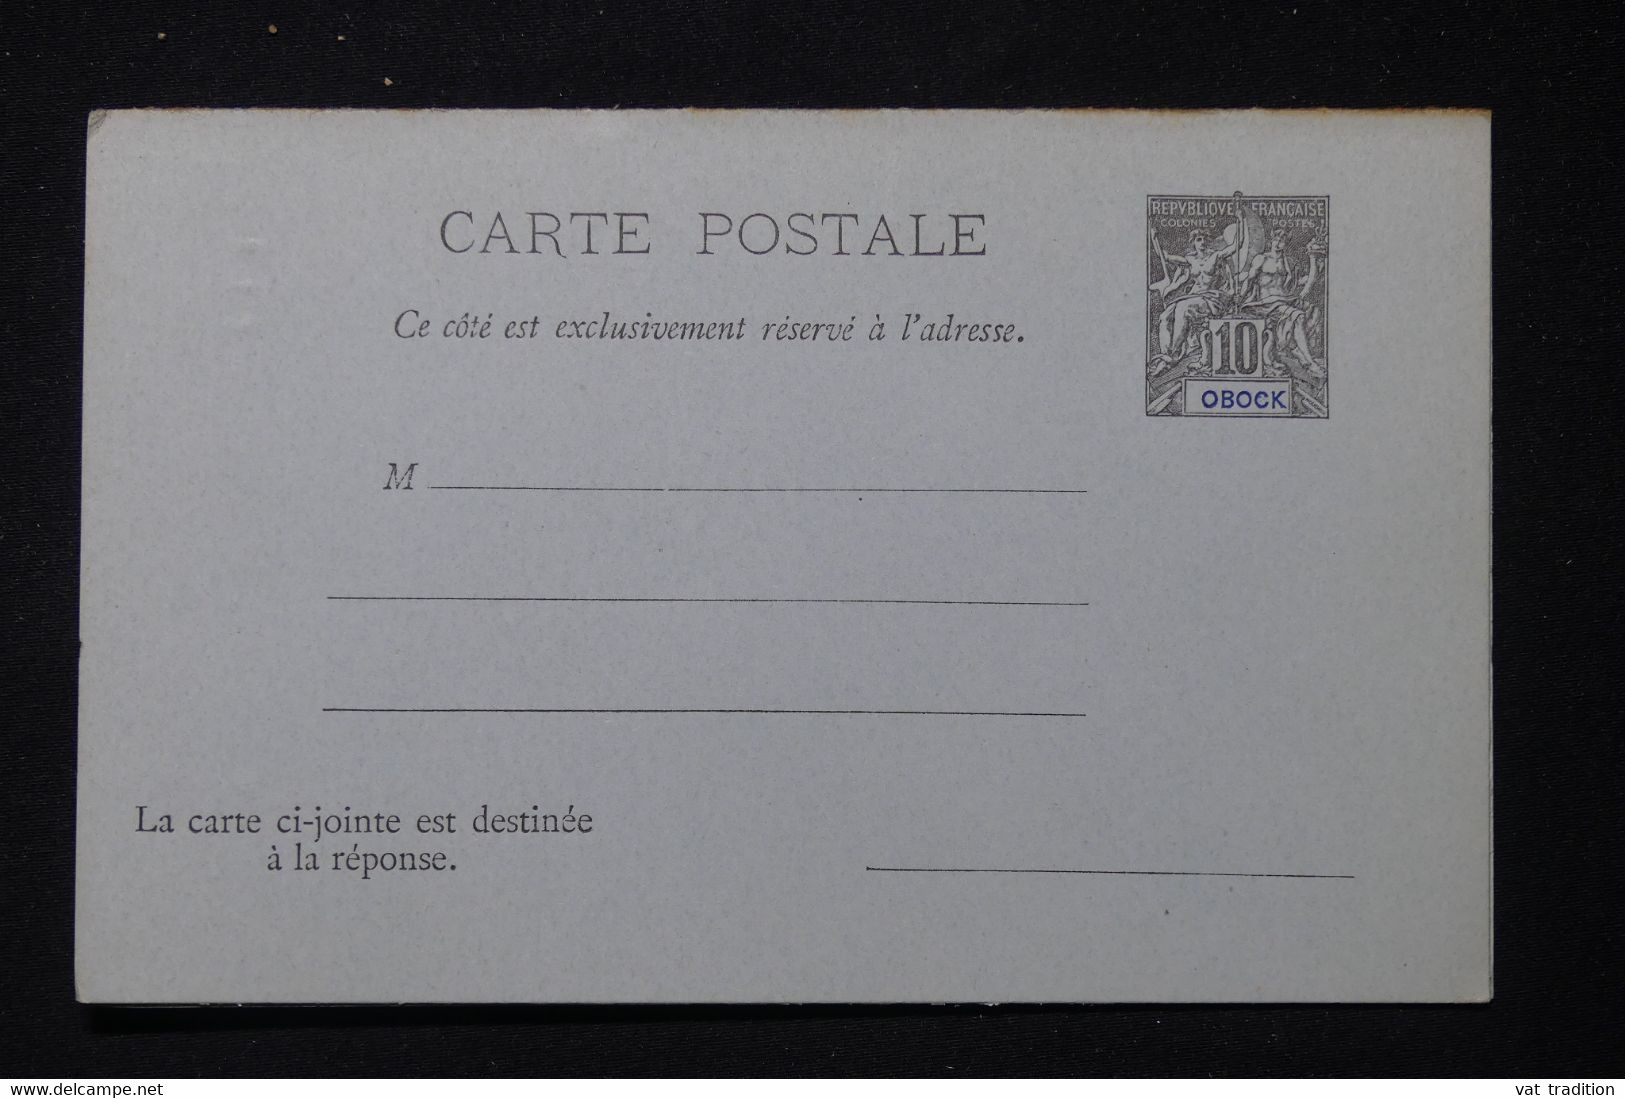 CARTE POSTALE
REPVBLIQVE FRANÇAISE
COLONIES POSTES
Ce côté est exclusivement réservé à l'adresse.
10
OBOCK
M
La carte ci-jointe est destinée
à la réponse.
www.delcampe.net
vat tradition